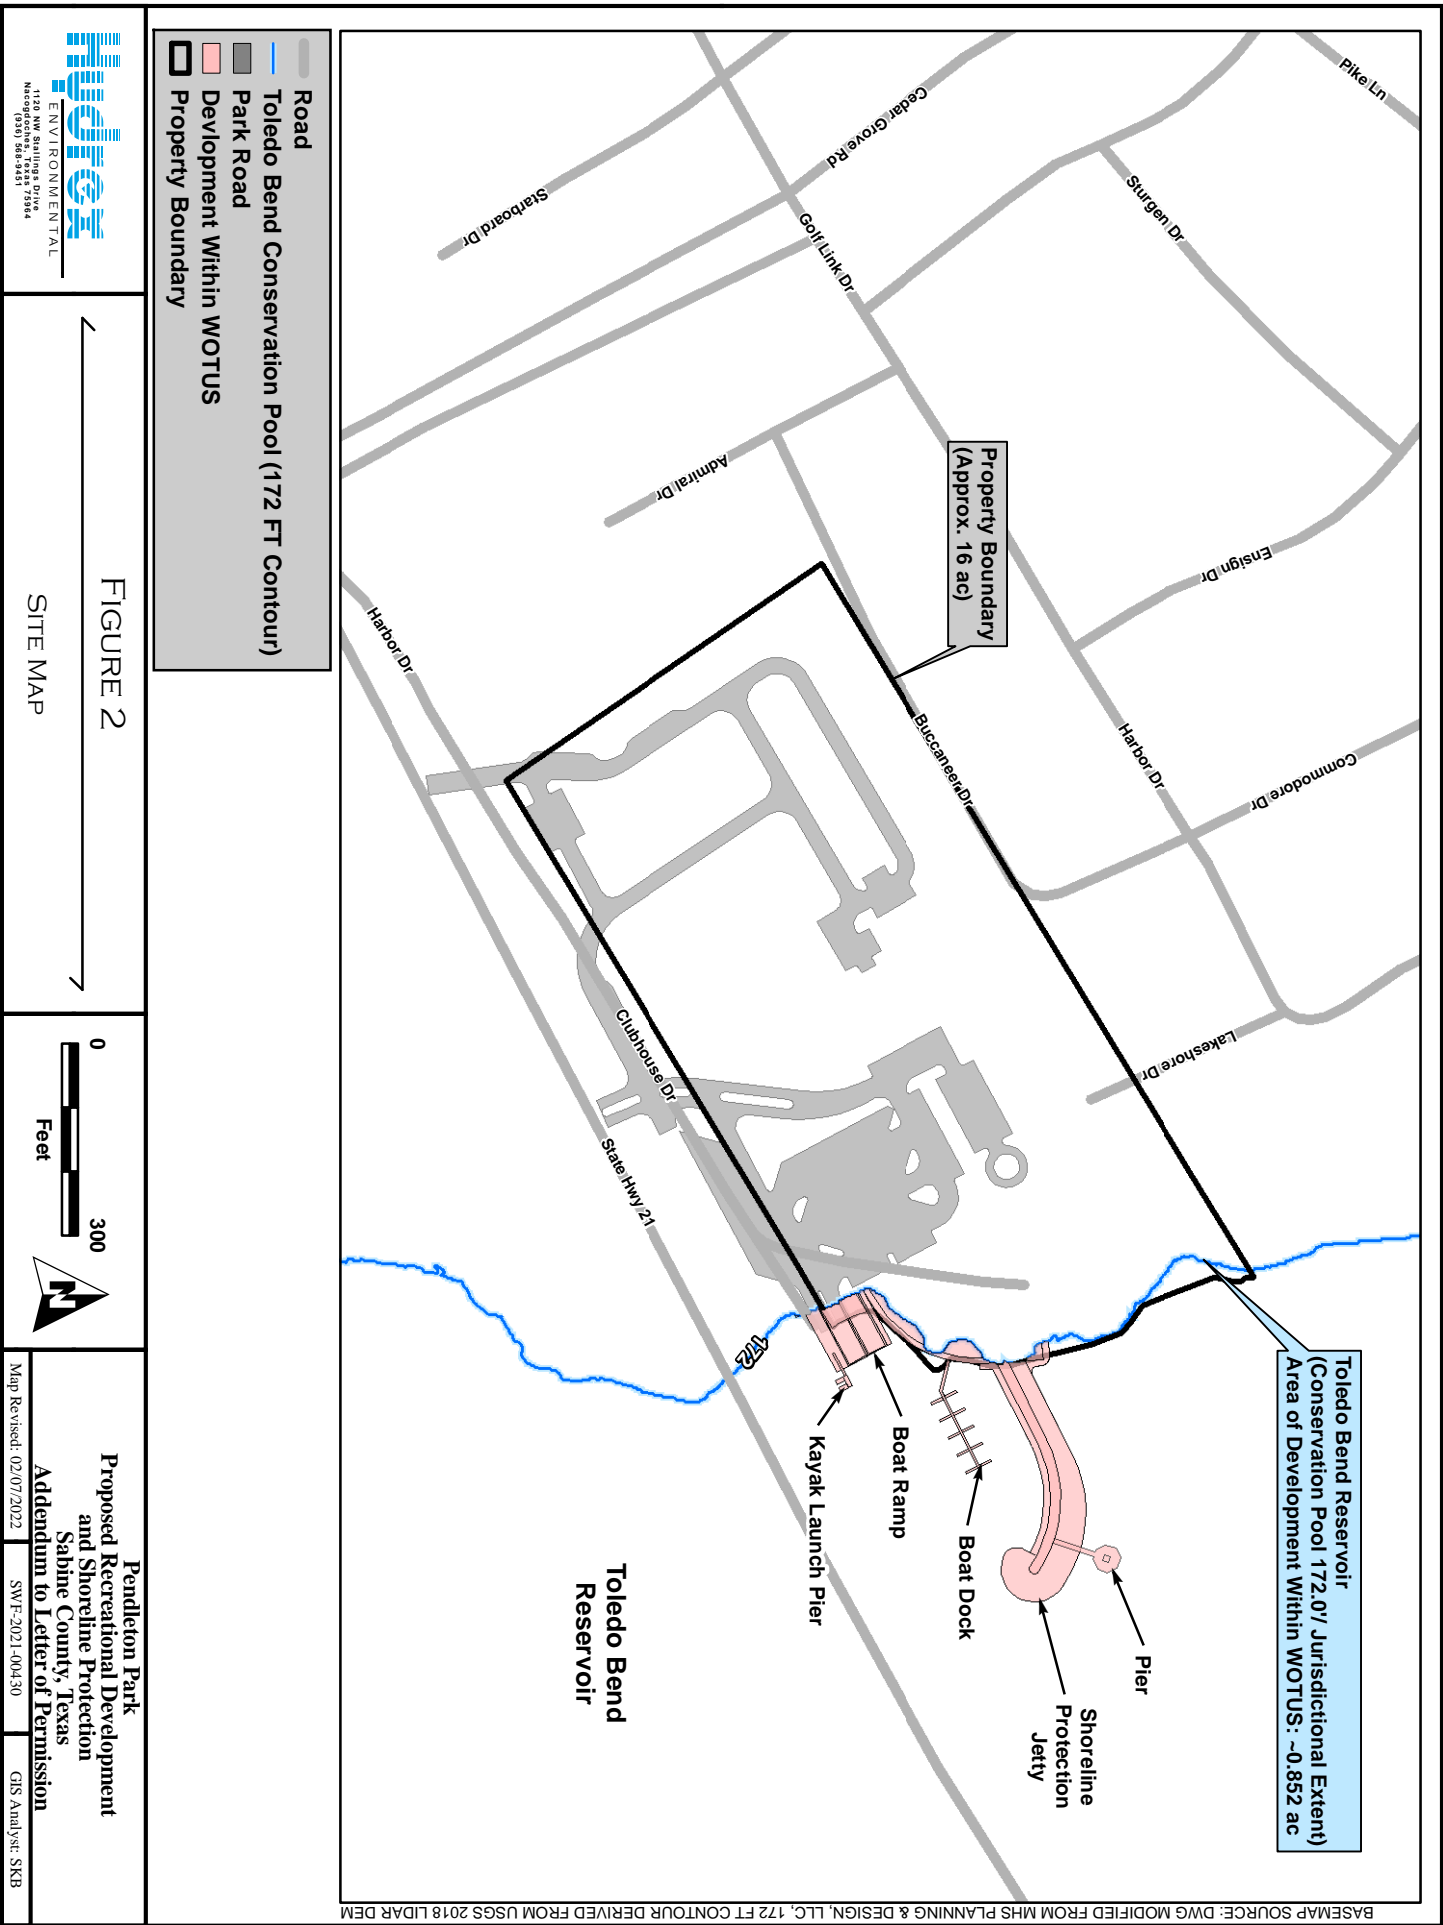 Pike Ln
Cedar Grove Rd
Sturgen Dr
Starboard Dr
Golf Link Dr
Admiral Dr
Ensign Dr
Property Boundary
(Approx. 16 ac)
Harbor Dr
Buccaneer Dr
Harbor Dr
Commodore Dr
Lakeshore Dr
Clubhouse Dr
State Hwy 21
172
Toledo Bend Reservoir
(Conservation Pool 172.0'/ Jurisdictional Extent)
Area of Development Within WOTUS: ~0.852 ac
Pier
Shoreline
Protection
Jetty
Boat Dock
Boat Ramp
Kayak Launch Pier
Toledo Bend
Reservoir
BASEMAP SOURCE: DWG MODIFIED FROM MHS PLANNING & DESIGN, LLC, 172 FT CONTOUR DERIVED FROM USGS 2018 LIDAR DEM
Road
Toledo Bend Conservation Pool (172 FT Contour)
Park Road
Devlopment Within WOTUS
Property Boundary
Hydrex
ENVIRONMENTAL
1120 NW Stallings Drive
Nacogdoches, Texas 75964
(936) 568-9451
FIGURE 2
SITE MAP
0 300
Feet
N
Pendleton Park
Proposed Recreational Development
and Shoreline Protection
Sabine County, Texas
Addendum to Letter of Permission
Map Revised: 02/07/2022
SWF-2021-00430
GIS Analyst: SKB